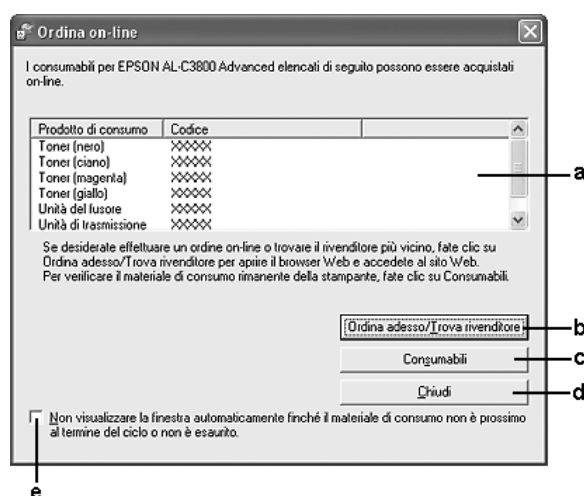 Ordina on-line
I consumabili per EPSON AL-C3800 Advanced elencati di seguito possono essere acquistati
on-line.
Prodotto di consumo Codice
Toner (nero) XXXXX
Toner (ciano) XXXXX
Toner (magenta) XXXXX
Toner (giallo) XXXXX
Unità del fusore XXXXX
Unità di trasmissione XXXXX
a
Se desiderate effettuare un ordine on-line o trovare il rivenditore più vicino, fate clic su
Ordina adesso/Trova rivenditore per aprire il browser Web e accedete al sito Web.
Per verificare il materiale di consumo rimanente della stampante, fate clic su Consumabili.
Ordina adesso/Trova rivenditore b
Consumabili c
Chiudi d
Non visualizzare la finestra automaticamente finché il materiale di consumo non è prossimo
al termine del ciclo o non è esaurito.
e